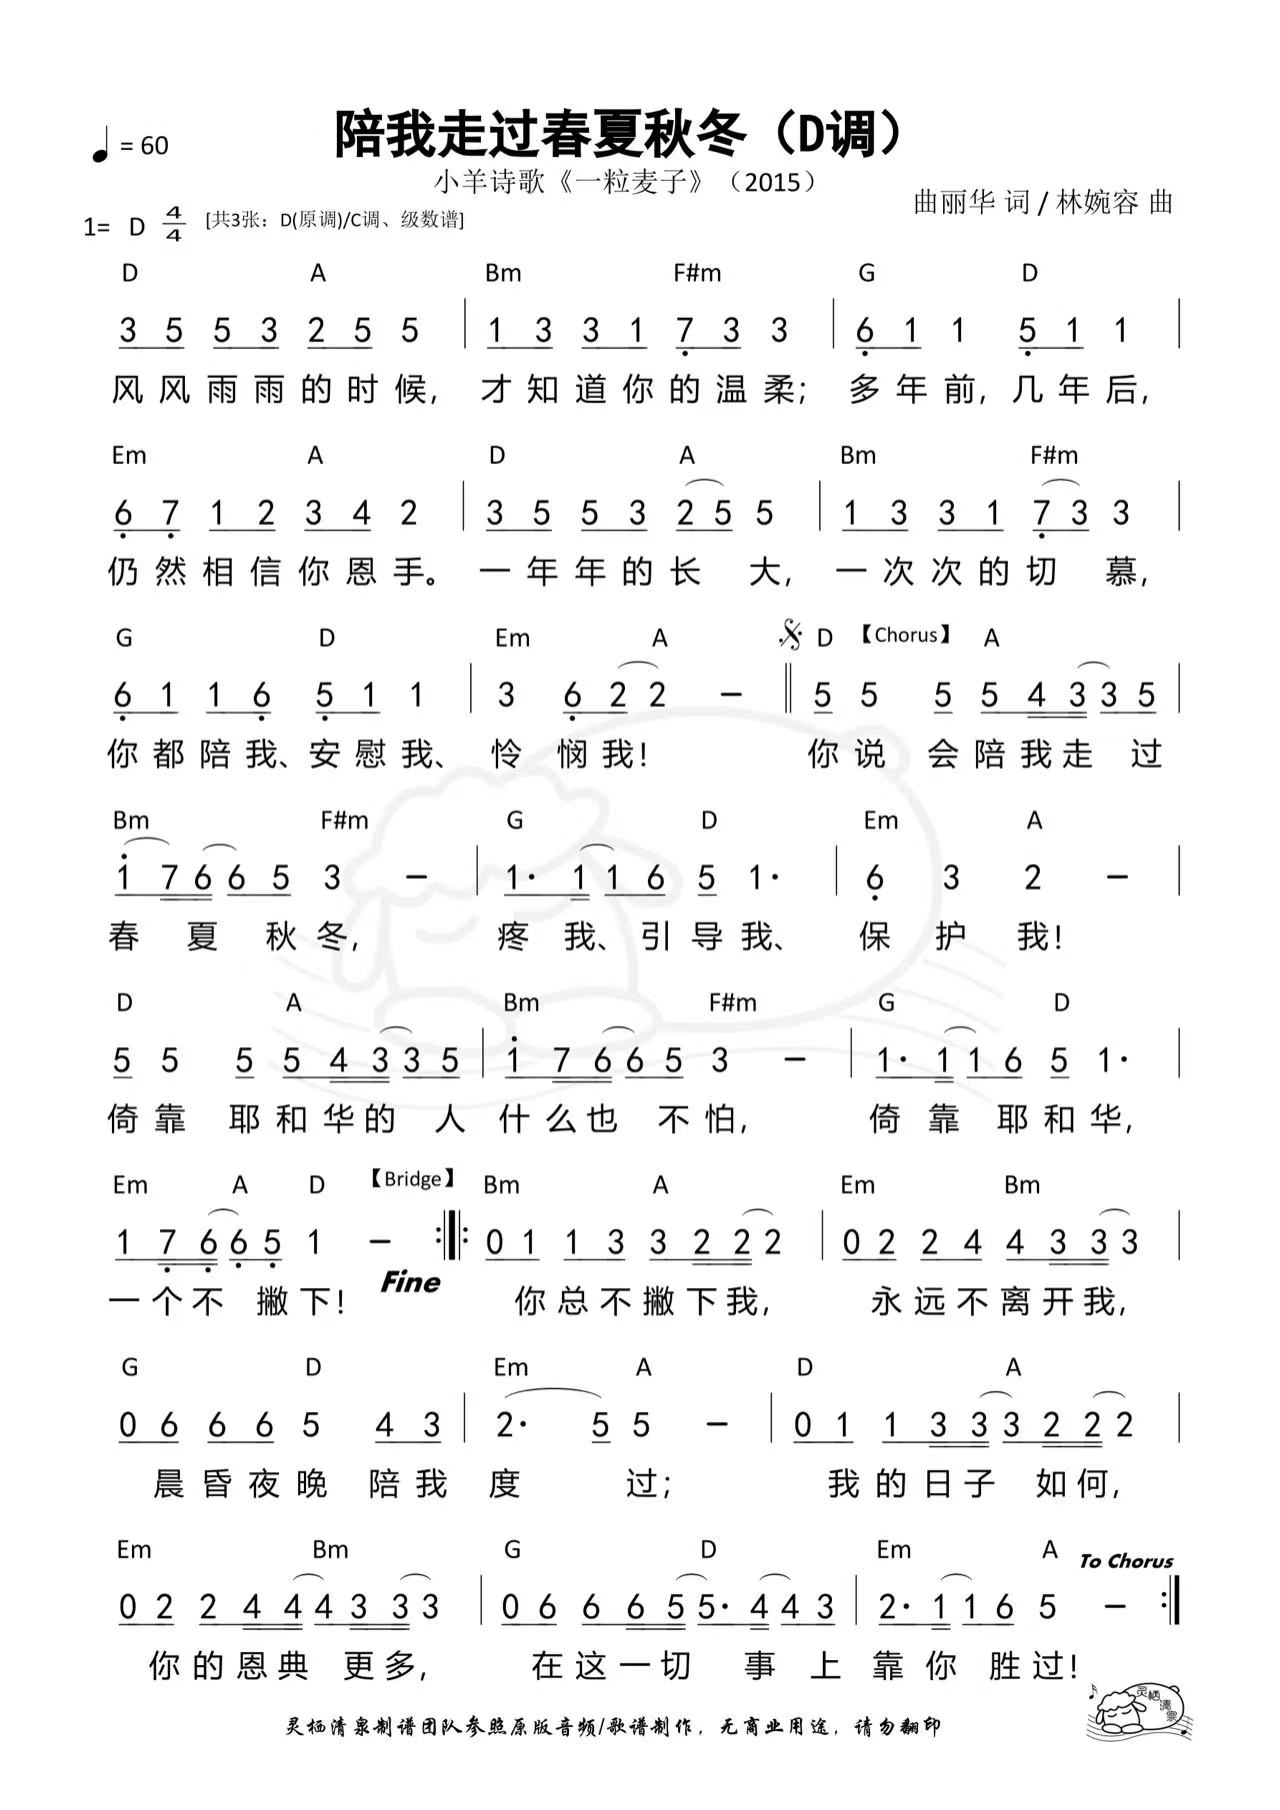 陪我走过春夏秋冬（D调）
♩ = 60
小羊诗歌《一粒麦子》（2015）
曲丽华 词 / 林婉容 曲
1= D 4/4 [共3张：D(原调)/C调、级数谱]
D A Bm F#m G D
3 5 5 3 2 5 5 | 1 3 3 1 7̣ 3 3 | 6̣ 1 1 5̣ 1 1 |
风风雨雨的时候，才知道你的温柔；多年前，几年后，
Em A D A Bm F#m
6̣ 7̣ 1 2 3 4 2 | 3 5 5 3 2 5 5 | 1 3 3 1 7̣ 3 3 |
仍然相信你恩手。一年年的长大，一次次的切慕，
G D Em A D 【Chorus】 A
6̣ 1 1 6̣ 5̣ 1 1 | 3 6̣ 2 2 – ‖ 5 5 5 5 4 3 3 5 |
你都陪我、安慰我、怜悯我！你说会陪我走过
Bm F#m G D Em A
1̇ 7 6 6 5 3 – | 1· 1 1 6 5 1· | 6̣ 3 2 – |
春夏秋冬，疼我、引导我、保护我！
D A Bm F#m G D
5 5 5 5 4 3 3 5 | 1̇ 7 6 6 5 3 – | 1· 1 1 6 5 1· |
倚靠耶和华的人什么也不怕，倚靠耶和华，
Em A D 【Bridge】 Bm A Em Bm
1 7̣ 6̣ 6̣ 5̣ 1 – :‖: 0 1 1 3 3 2 2 2 | 0 2 2 4 4 3 3 3 |
Fine
一个不撇下！你总不撇下我，永远不离开我，
G D Em A D A
0 6 6 6 5 4 3 | 2· 5 5 – | 0 1 1 3 3 3 2 2 2 |
晨昏夜晚陪我度过；我的日子如何，
Em Bm G D Em A To Chorus
0 2 2 4 4 4 3 3 3 | 0 6 6 6 5 5· 4 4 3 | 2· 1 1 6 5 – :‖
你的恩典更多，在这一切事上靠你胜过！
灵栖清泉制谱团队参照原版音频/歌谱制作，无商业用途，请勿翻印
灵栖清泉